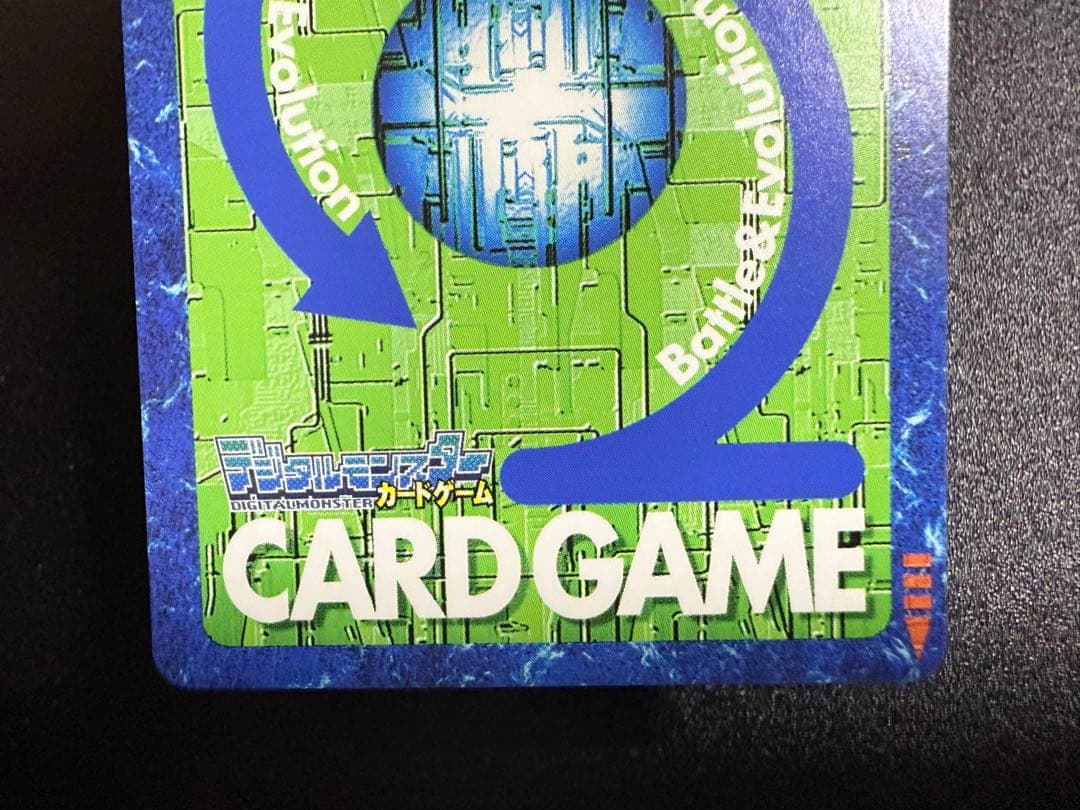 Evolution
Battle&Evolution
デジタルモンスター
DIGITALMONSTER カードゲーム
CARD GAME